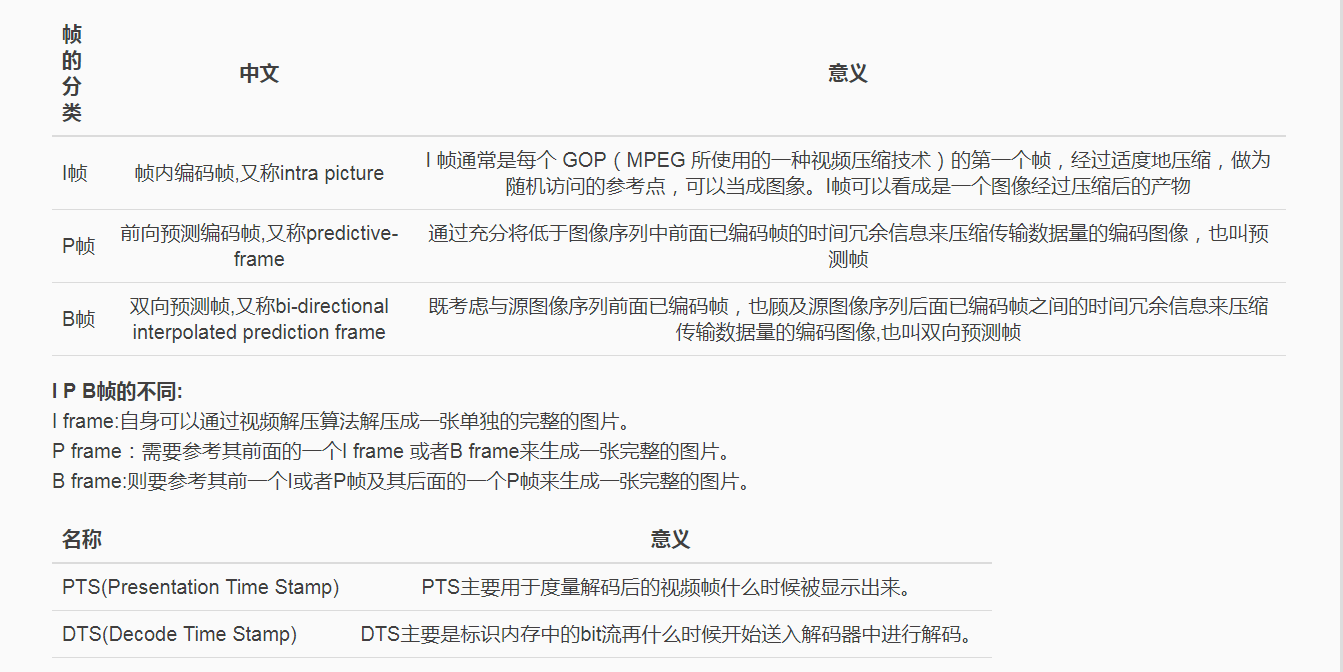 帧
的
分
类
中文
意义
I帧
帧内编码帧,又称intra picture
I 帧通常是每个 GOP（MPEG 所使用的一种视频压缩技术）的第一个帧，经过适度地压缩，做为
随机访问的参考点，可以当成图象。I帧可以看成是一个图像经过压缩后的产物
P帧
前向预测编码帧,又称predictive-
frame
通过充分将低于图像序列中前面已编码帧的时间冗余信息来压缩传输数据量的编码图像，也叫预
测帧
B帧
双向预测帧,又称bi-directional
interpolated prediction frame
既考虑与源图像序列前面已编码帧，也顾及源图像序列后面已编码帧之间的时间冗余信息来压缩
传输数据量的编码图像,也叫双向预测帧
I P B帧的不同:
I frame:自身可以通过视频解压算法解压成一张单独的完整的图片。
P frame：需要参考其前面的一个I frame 或者B frame来生成一张完整的图片。
B frame:则要参考其前一个I或者P帧及其后面的一个P帧来生成一张完整的图片。
名称
意义
PTS(Presentation Time Stamp)
PTS主要用于度量解码后的视频帧什么时候被显示出来。
DTS(Decode Time Stamp)
DTS主要是标识内存中的bit流再什么时候开始送入解码器中进行解码。